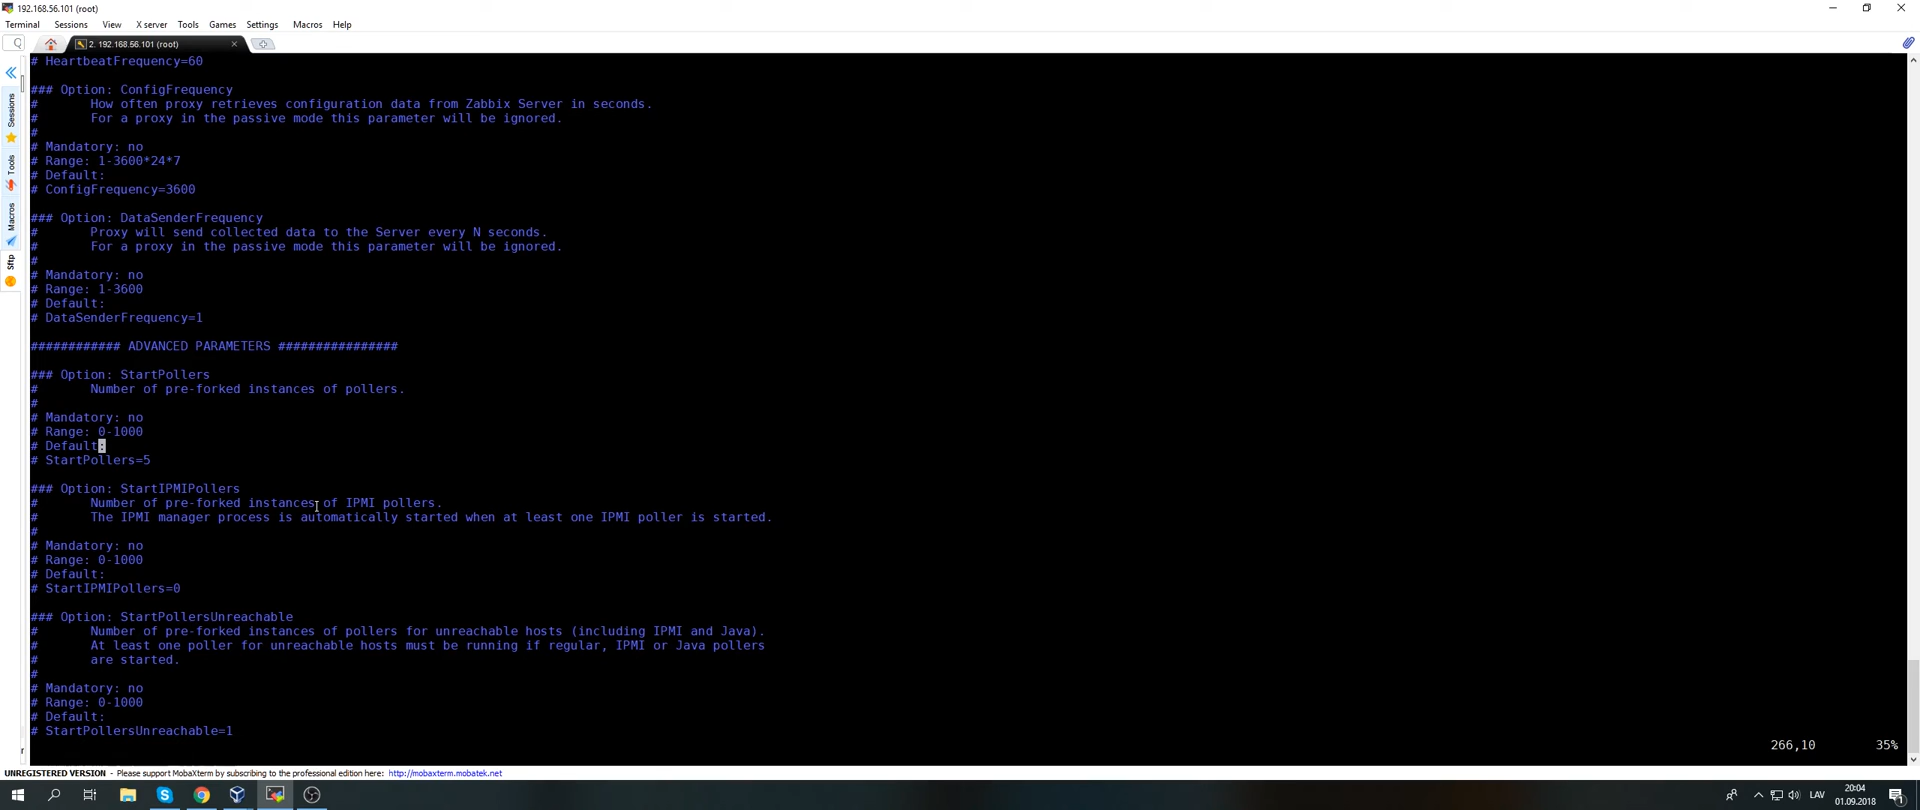 192.168.56.101 (root)
Terminal Sessions View X server Tools Games Settings Macros Help
2. 192.168.56.101 (root)
# HeartbeatFrequency=60
### Option: ConfigFrequency
# How often proxy retrieves configuration data from Zabbix Server in seconds.
# For a proxy in the passive mode this parameter will be ignored.
#
# Mandatory: no
# Range: 1-3600*24*7
# Default:
# ConfigFrequency=3600
### Option: DataSenderFrequency
# Proxy will send collected data to the Server every N seconds.
# For a proxy in the passive mode this parameter will be ignored.
#
# Mandatory: no
# Range: 1-3600
# Default:
# DataSenderFrequency=1
############ ADVANCED PARAMETERS ################
### Option: StartPollers
# Number of pre-forked instances of pollers.
#
# Mandatory: no
# Range: 0-1000
# Default:
# StartPollers=5
### Option: StartIPMIPollers
# Number of pre-forked instances of IPMI pollers.
# The IPMI manager process is automatically started when at least one IPMI poller is started.
#
# Mandatory: no
# Range: 0-1000
# Default:
# StartIPMIPollers=0
### Option: StartPollersUnreachable
# Number of pre-forked instances of pollers for unreachable hosts (including IPMI and Java).
# At least one poller for unreachable hosts must be running if regular, IPMI or Java pollers
# are started.
#
# Mandatory: no
# Range: 0-1000
# Default:
# StartPollersUnreachable=1
266,10 35%
Sessions
Tools
Macros
Sftp
UNREGISTERED VERSION - Please support MobaXterm by subscribing to the professional edition here: http://mobaxterm.mobatek.net
LAV
20:04
01.09.2018